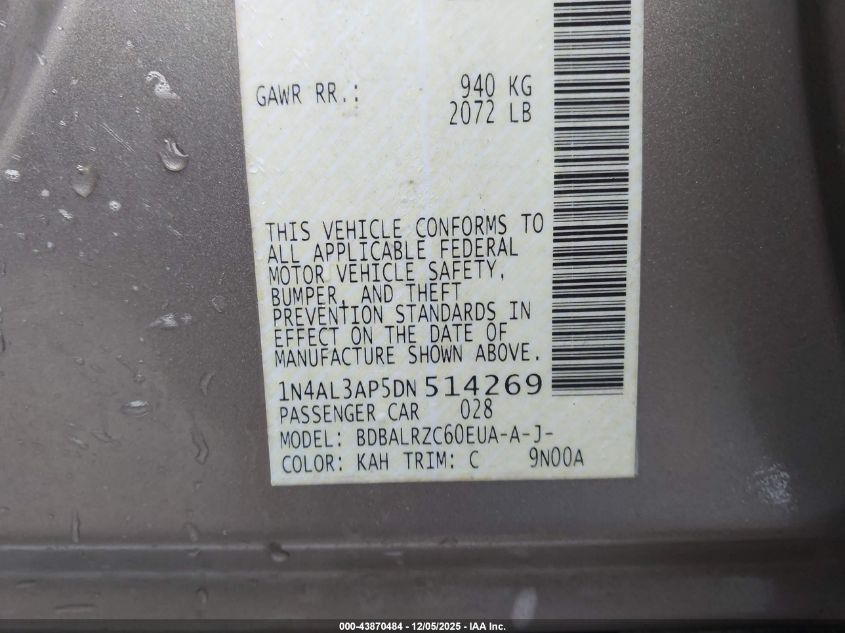 GAWR RR.: 940 KG
2072 LB
THIS VEHICLE CONFORMS TO
ALL APPLICABLE FEDERAL
MOTOR VEHICLE SAFETY,
BUMPER, AND THEFT
PREVENTION STANDARDS IN
EFFECT ON THE DATE OF
MANUFACTURE SHOWN ABOVE.
1N4AL3AP5DN 514269
PASSENGER CAR 028
MODEL: BDBALRZC60EUA-A-J-
COLOR: KAH TRIM: C 9N00A
000-43870484 - 12/05/2025 - IAA Inc.